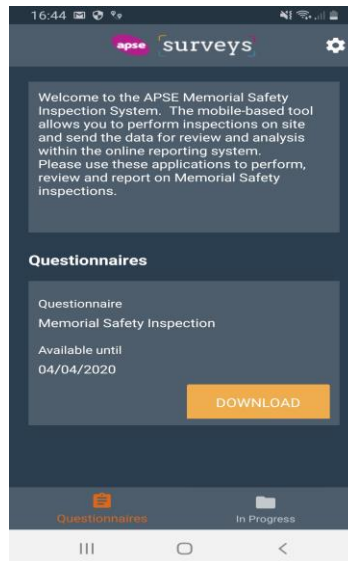 16:44
apse surveys
Welcome to the APSE Memorial Safety
Inspection System. The mobile-based tool
allows you to perform inspections on site
and send the data for review and analysis
within the online reporting system.
Please use these applications to perform,
review and report on Memorial Safety
inspections.
Questionnaires
Questionnaire
Memorial Safety Inspection
Available until
04/04/2020
DOWNLOAD
Questionnaires In Progress